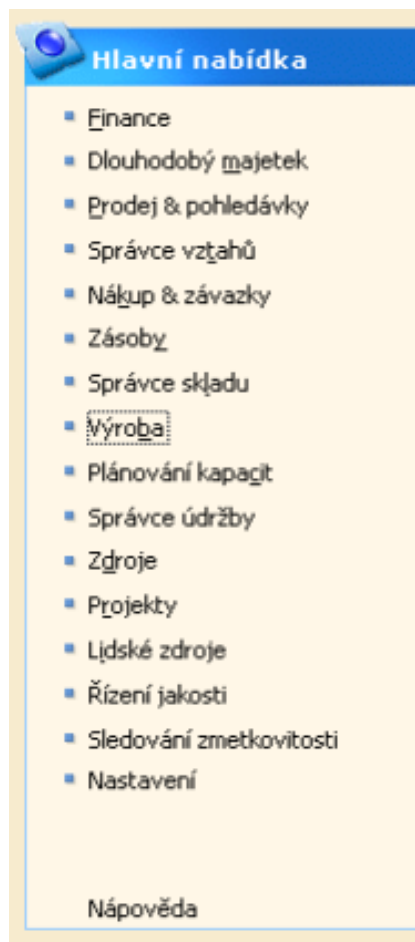 Hlavní nabídka
Finance
Dlouhodobý majetek
Prodej & pohledávky
Správce vztahů
Nákup & závazky
Zásoby
Správce skladu
Výroba
Plánování kapacit
Správce údržby
Zdroje
Projekty
Lidské zdroje
Řízení jakosti
Sledování zmetkovitosti
Nastavení
Nápověda